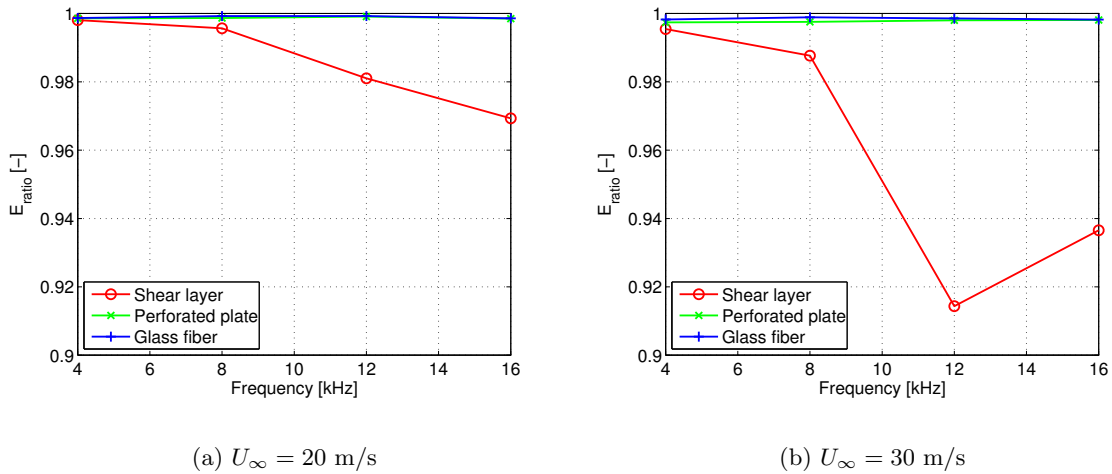 1
0.98
0.96
0.94
0.92
0.9
E_ratio [−]
4 6 8 10 12 14 16
Frequency [kHz]
Shear layer
Perforated plate
Glass fiber
(a) U∞ = 20 m/s
1
0.98
0.96
0.94
0.92
0.9
E_ratio [−]
4 6 8 10 12 14 16
Frequency [kHz]
Shear layer
Perforated plate
Glass fiber
(b) U∞ = 30 m/s